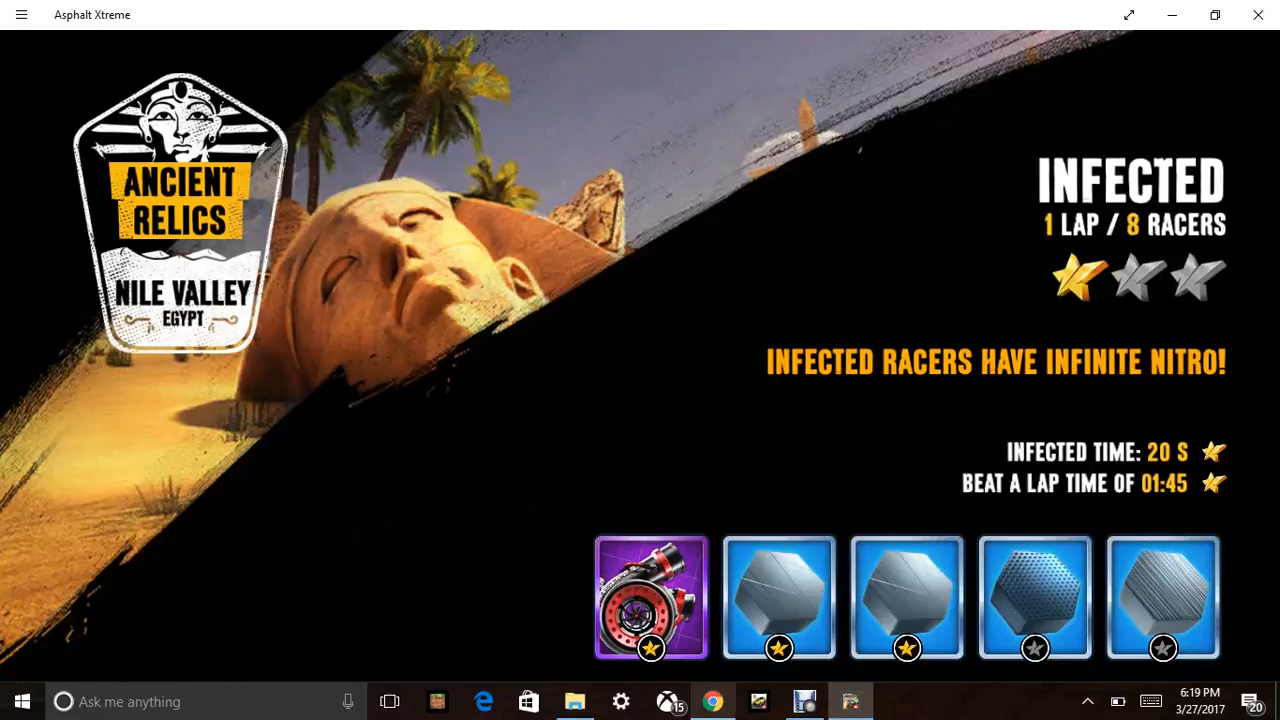 Asphalt Xtreme
ANCIENT
RELICS
NILE VALLEY
EGYPT
INFECTED
1 LAP / 8 RACERS
INFECTED RACERS HAVE INFINITE NITRO!
INFECTED TIME: 20 S
BEAT A LAP TIME OF 01:45
Ask me anything
15
6:19 PM
3/27/2017
20